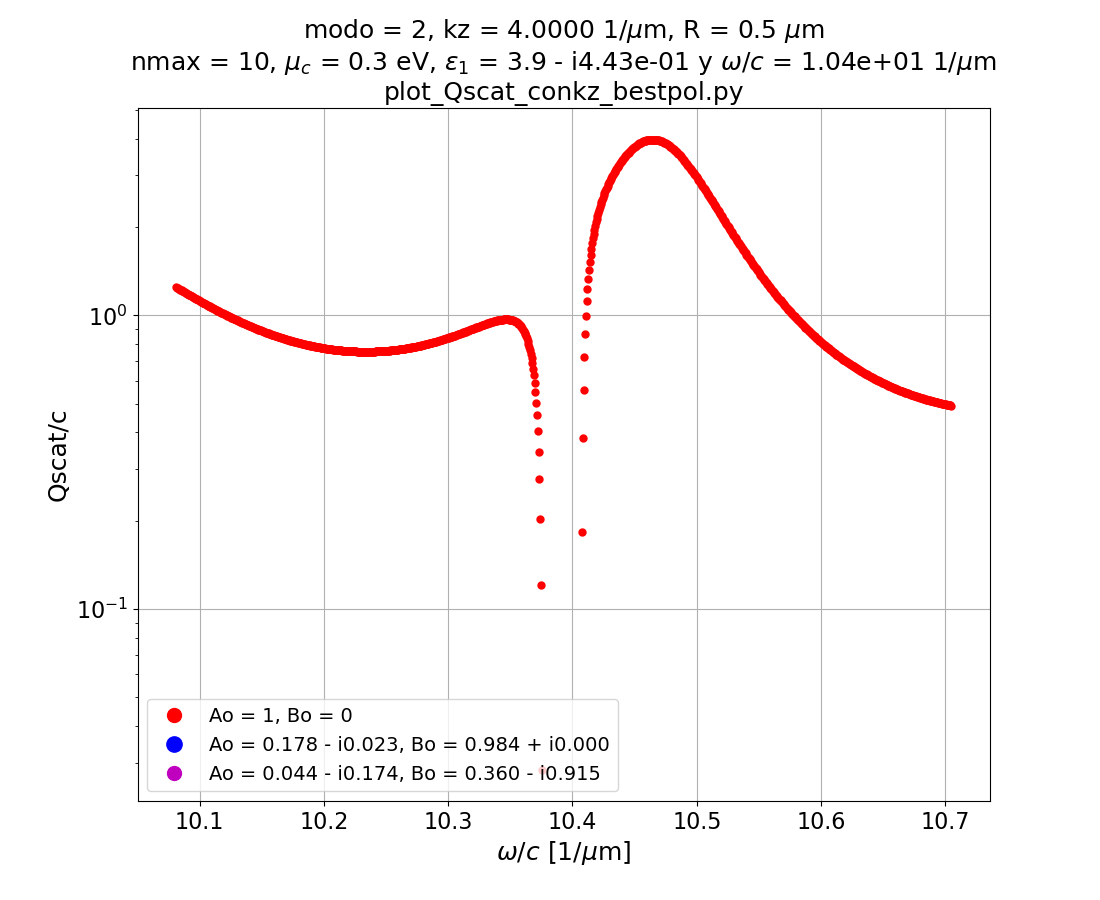 modo = 2, kz = 4.0000 1/μm, R = 0.5 μm
nmax = 10, μc = 0.3 eV, ε1 = 3.9 - i4.43e-01 y ω/c = 1.04e+01 1/μm
plot_Qscat_conkz_bestpol.py
Qscat/c
10^0
10^-1
Ao = 1, Bo = 0
Ao = 0.178 - i0.023, Bo = 0.984 + i0.000
Ao = 0.044 - i0.174, Bo = 0.360 - i0.915
10.1 10.2 10.3 10.4 10.5 10.6 10.7
ω/c [1/μm]